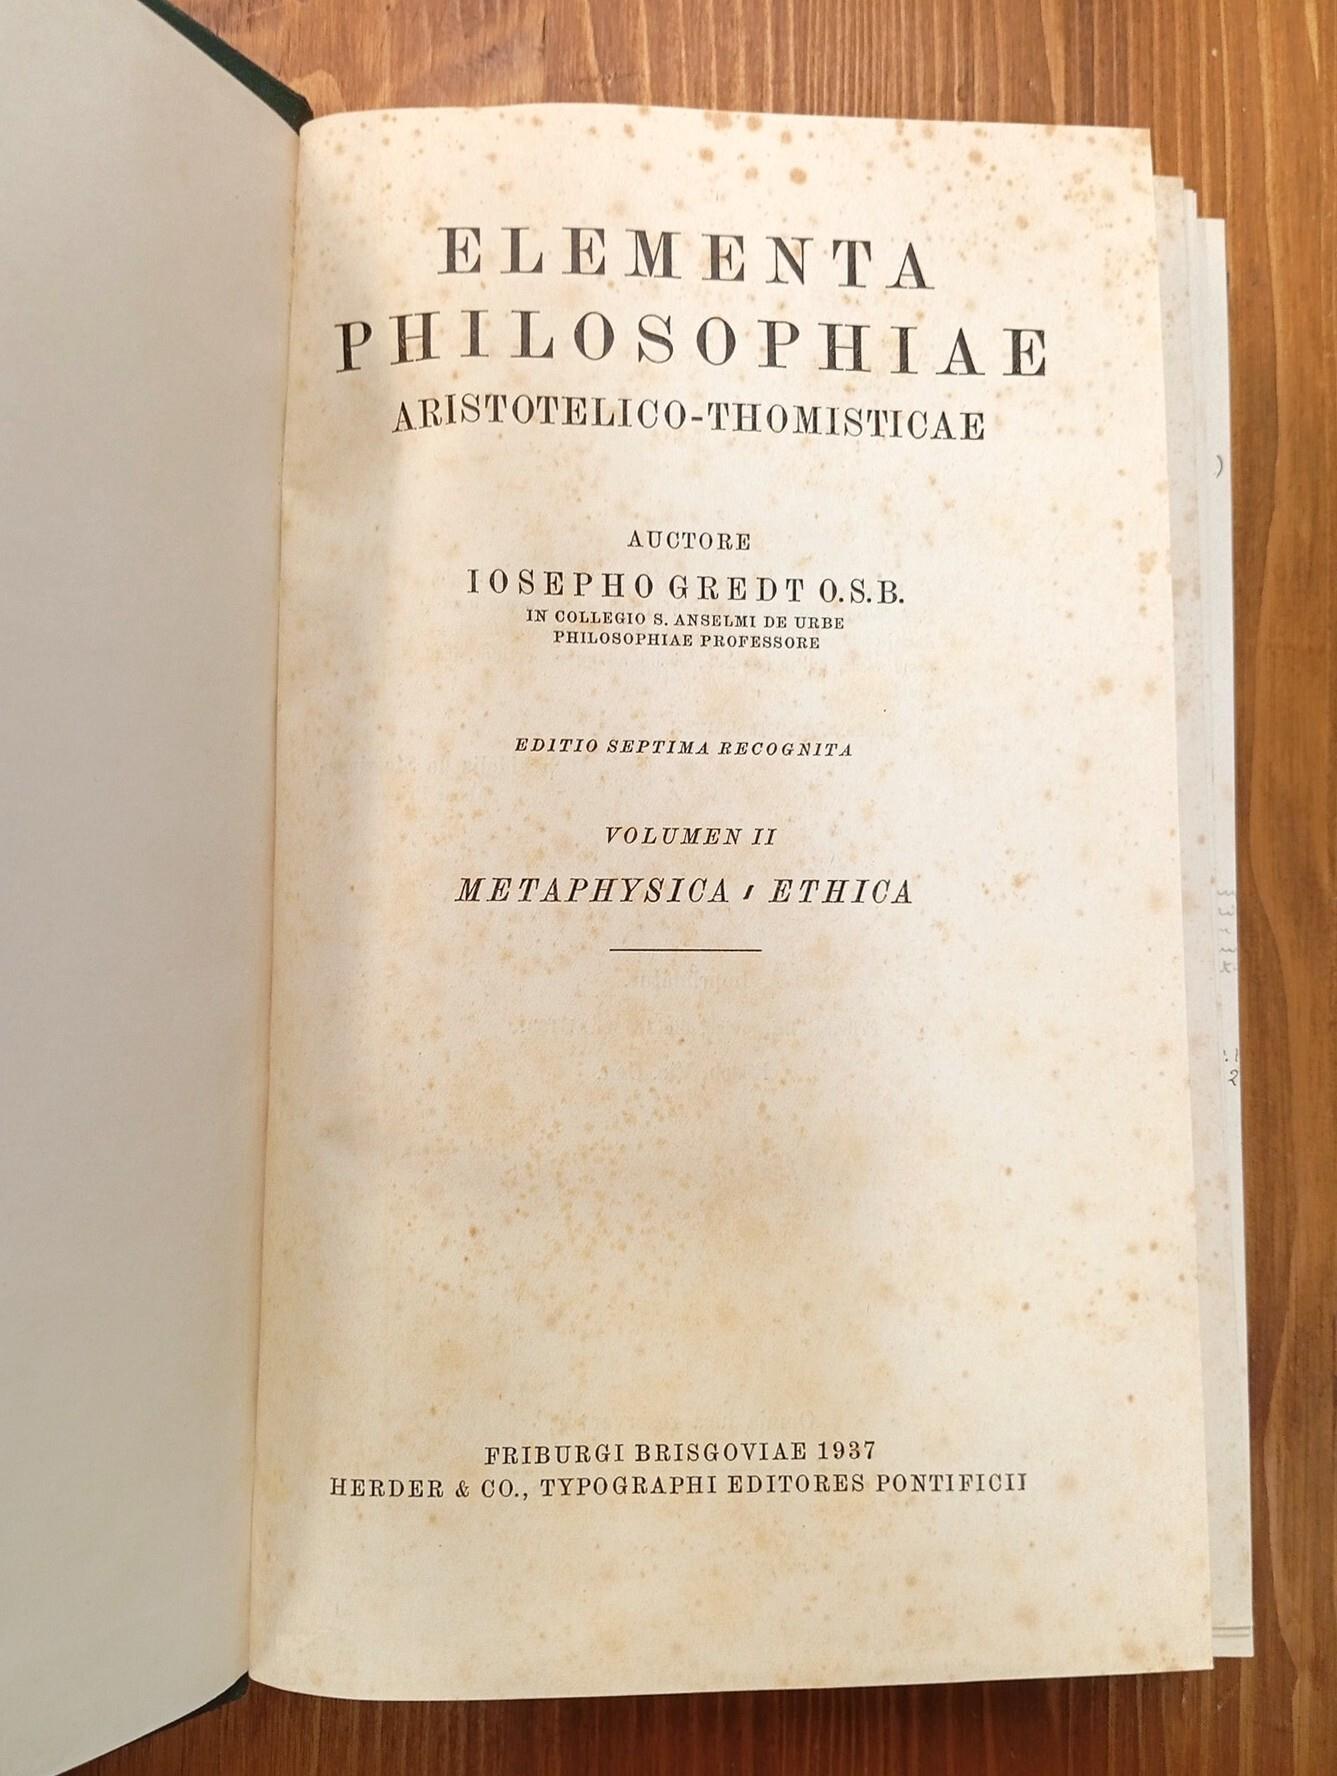 ELEMENTA
PHILOSOPHIAE
ARISTOTELICO-THOMISTICAE
AUCTORE
IOSEPHO GREDT O.S.B.
IN COLLEGIO S. ANSELMI DE URBE
PHILOSOPHIAE PROFESSORE
EDITIO SEPTIMA RECOGNITA
VOLUMEN II
METAPHYSICA / ETHICA
FRIBURGI BRISGOVIAE 1937
HERDER & CO., TYPOGRAPHI EDITORES PONTIFICII